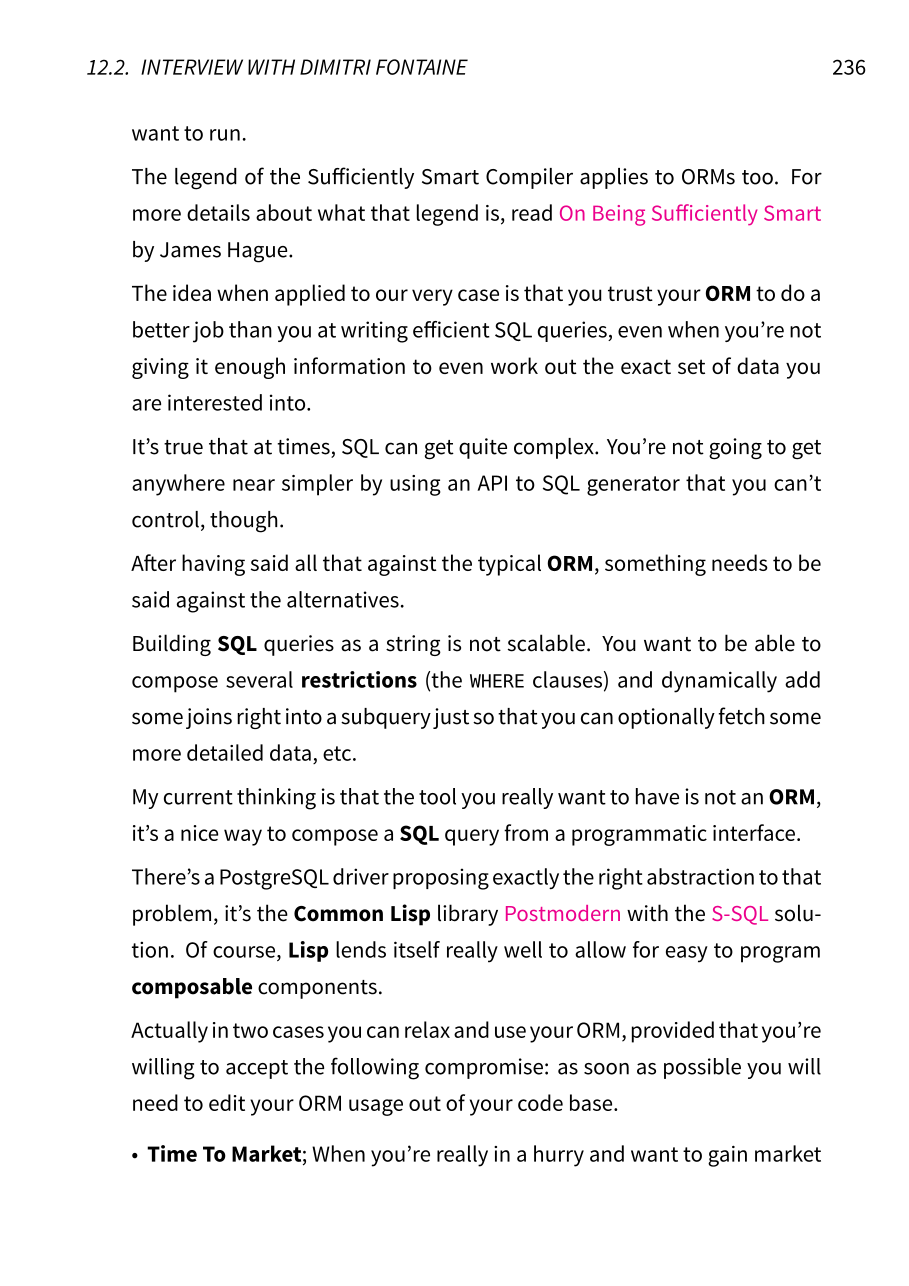 12.2. INTERVIEW WITH DIMITRI FONTAINE 236
want to run.
The legend of the Sufficiently Smart Compiler applies to ORMs too. For
more details about what that legend is, read On Being Sufficiently Smart
by James Hague.
The idea when applied to our very case is that you trust your ORM to do a
better job than you at writing efficient SQL queries, even when you’re not
giving it enough information to even work out the exact set of data you
are interested into.
It’s true that at times, SQL can get quite complex. You’re not going to get
anywhere near simpler by using an API to SQL generator that you can’t
control, though.
After having said all that against the typical ORM, something needs to be
said against the alternatives.
Building SQL queries as a string is not scalable. You want to be able to
compose several restrictions (the WHERE clauses) and dynamically add
some joins right into a subquery just so that you can optionally fetch some
more detailed data, etc.
My current thinking is that the tool you really want to have is not an ORM,
it’s a nice way to compose a SQL query from a programmatic interface.
There’s a PostgreSQL driver proposing exactly the right abstraction to that
problem, it’s the Common Lisp library Postmodern with the S-SQL solu-
tion. Of course, Lisp lends itself really well to allow for easy to program
composable components.
Actually in two cases you can relax and use your ORM, provided that you’re
willing to accept the following compromise: as soon as possible you will
need to edit your ORM usage out of your code base.
• Time To Market; When you’re really in a hurry and want to gain market